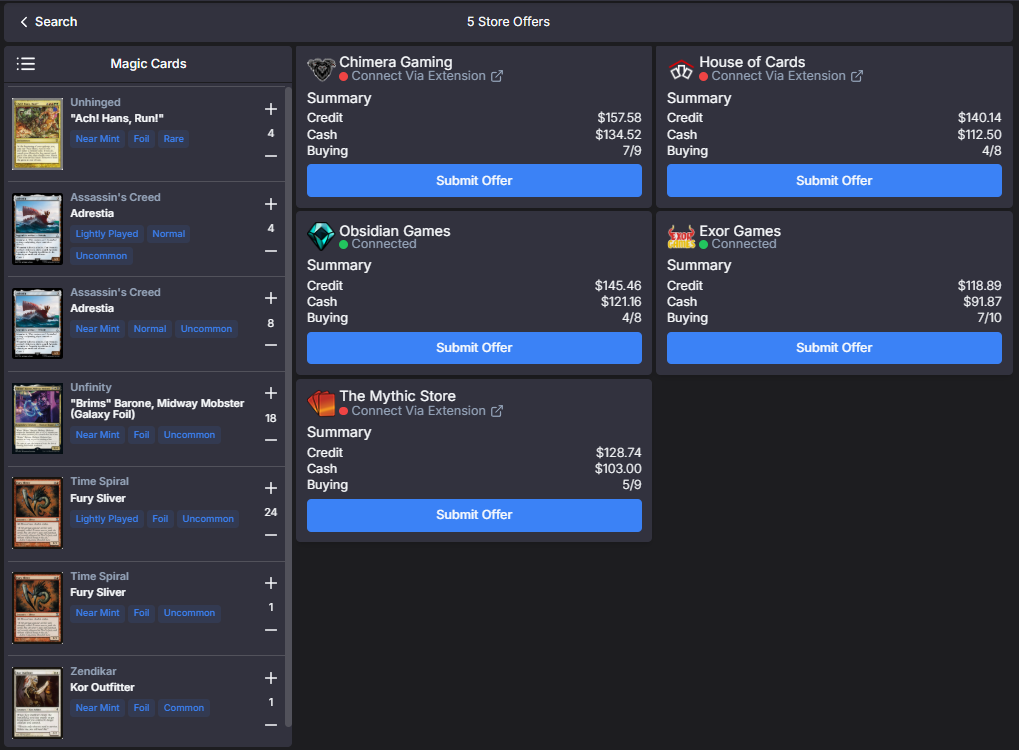 Search
5 Store Offers
Magic Cards
Unhinged
"Ach! Hans, Run!"
Near Mint Foil Rare
4
Assassin's Creed
Adrestia
Lightly Played Normal
Uncommon
4
Assassin's Creed
Adrestia
Near Mint Normal Uncommon
8
Unfinity
"Brims" Barone, Midway Mobster
(Galaxy Foil)
Near Mint Foil Uncommon
18
Time Spiral
Fury Sliver
Lightly Played Foil Uncommon
24
Time Spiral
Fury Sliver
Near Mint Foil Uncommon
1
Zendikar
Kor Outfitter
Near Mint Foil Common
1
Chimera Gaming
Connect Via Extension
Summary
Credit $157.58
Cash $134.52
Buying 7/9
Submit Offer
House of Cards
Connect Via Extension
Summary
Credit $140.14
Cash $112.50
Buying 4/8
Submit Offer
Obsidian Games
Connected
Summary
Credit $145.46
Cash $121.16
Buying 4/8
Submit Offer
Exor Games
Connected
Summary
Credit $118.89
Cash $91.87
Buying 7/10
Submit Offer
The Mythic Store
Connect Via Extension
Summary
Credit $128.74
Cash $103.00
Buying 5/9
Submit Offer